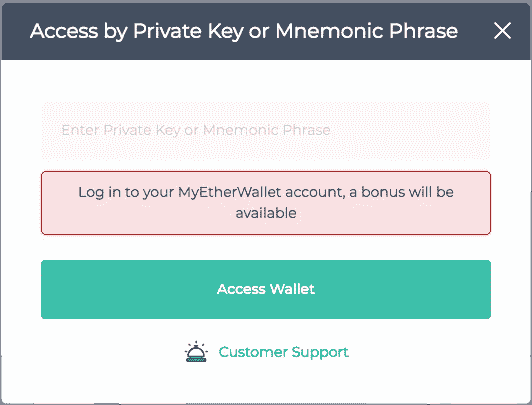 Access by Private Key or Mnemonic Phrase
Enter Private Key or Mnemonic Phrase
Log in to your MyEtherWallet account, a bonus will be
available
Access Wallet
Customer Support